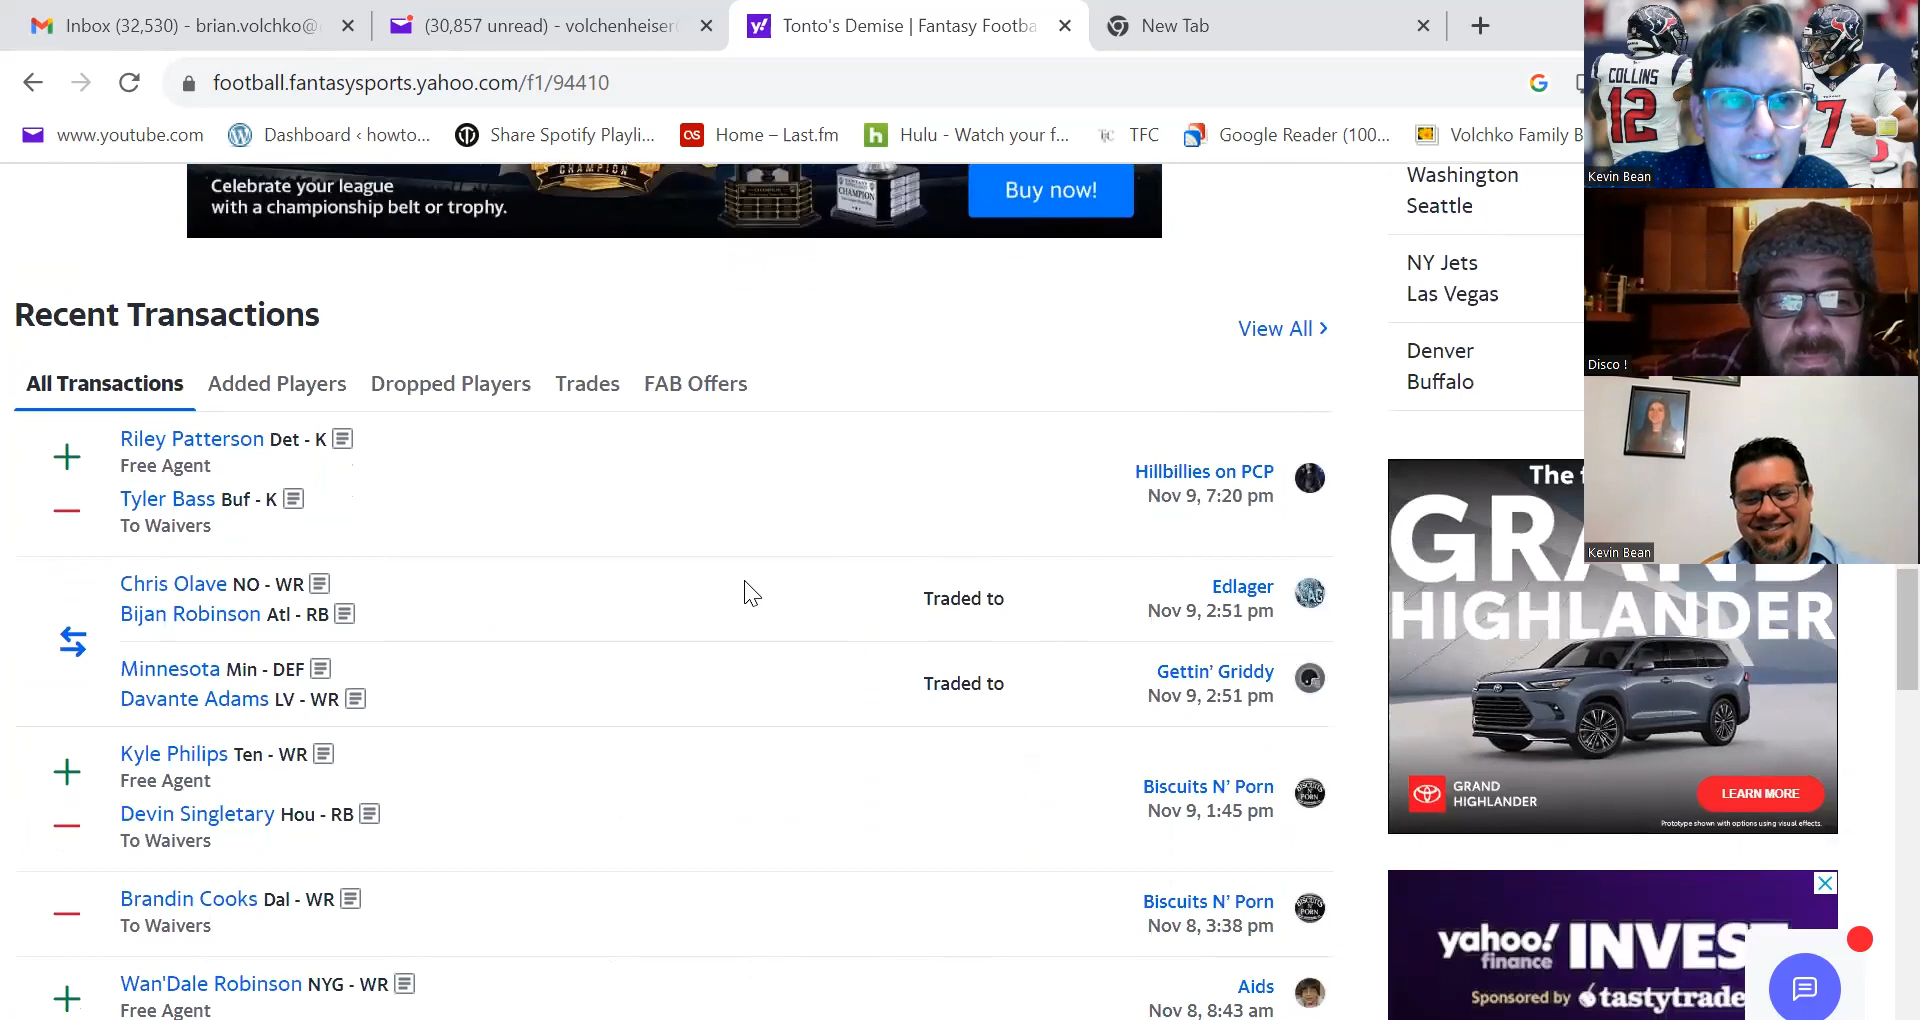 Inbox (32,530) - brian.volchko@
(30,857 unread) - volchenheiser
Tonto's Demise | Fantasy Footba
New Tab
football.fantasysports.yahoo.com/f1/94410
www.youtube.com
Dashboard ‹ howto...
Share Spotify Playli...
Home – Last.fm
Hulu - Watch your f...
TFC
Google Reader (100...
Volchko Family B
COLLINS
12
7
Kevin Bean
Disco !
Kevin Bean
CHAMPION
CHAMPION
Celebrate your league
with a championship belt or trophy.
Buy now!
Washington
Seattle
NY Jets
Las Vegas
Denver
Buffalo
Recent Transactions
View All ›
All Transactions
Added Players
Dropped Players
Trades
FAB Offers
Riley Patterson Det - K
Free Agent
Tyler Bass Buf - K
To Waivers
Hillbillies on PCP
Nov 9, 7:20 pm
Chris Olave NO - WR
Bijan Robinson Atl - RB
Traded to
Edlager
Nov 9, 2:51 pm
Minnesota Min - DEF
Davante Adams LV - WR
Traded to
Gettin' Griddy
Nov 9, 2:51 pm
Kyle Philips Ten - WR
Free Agent
Devin Singletary Hou - RB
To Waivers
Biscuits N' Porn
Nov 9, 1:45 pm
Brandin Cooks Dal - WR
To Waivers
Biscuits N' Porn
Nov 8, 3:38 pm
Wan'Dale Robinson NYG - WR
Free Agent
Aids
Nov 8, 8:43 am
The
GRAND
HIGHLANDER
GRAND
HIGHLANDER
LEARN MORE
Prototype shown with options using visual effects.
yahoo!
finance
INVEST
Sponsored by tastytrade